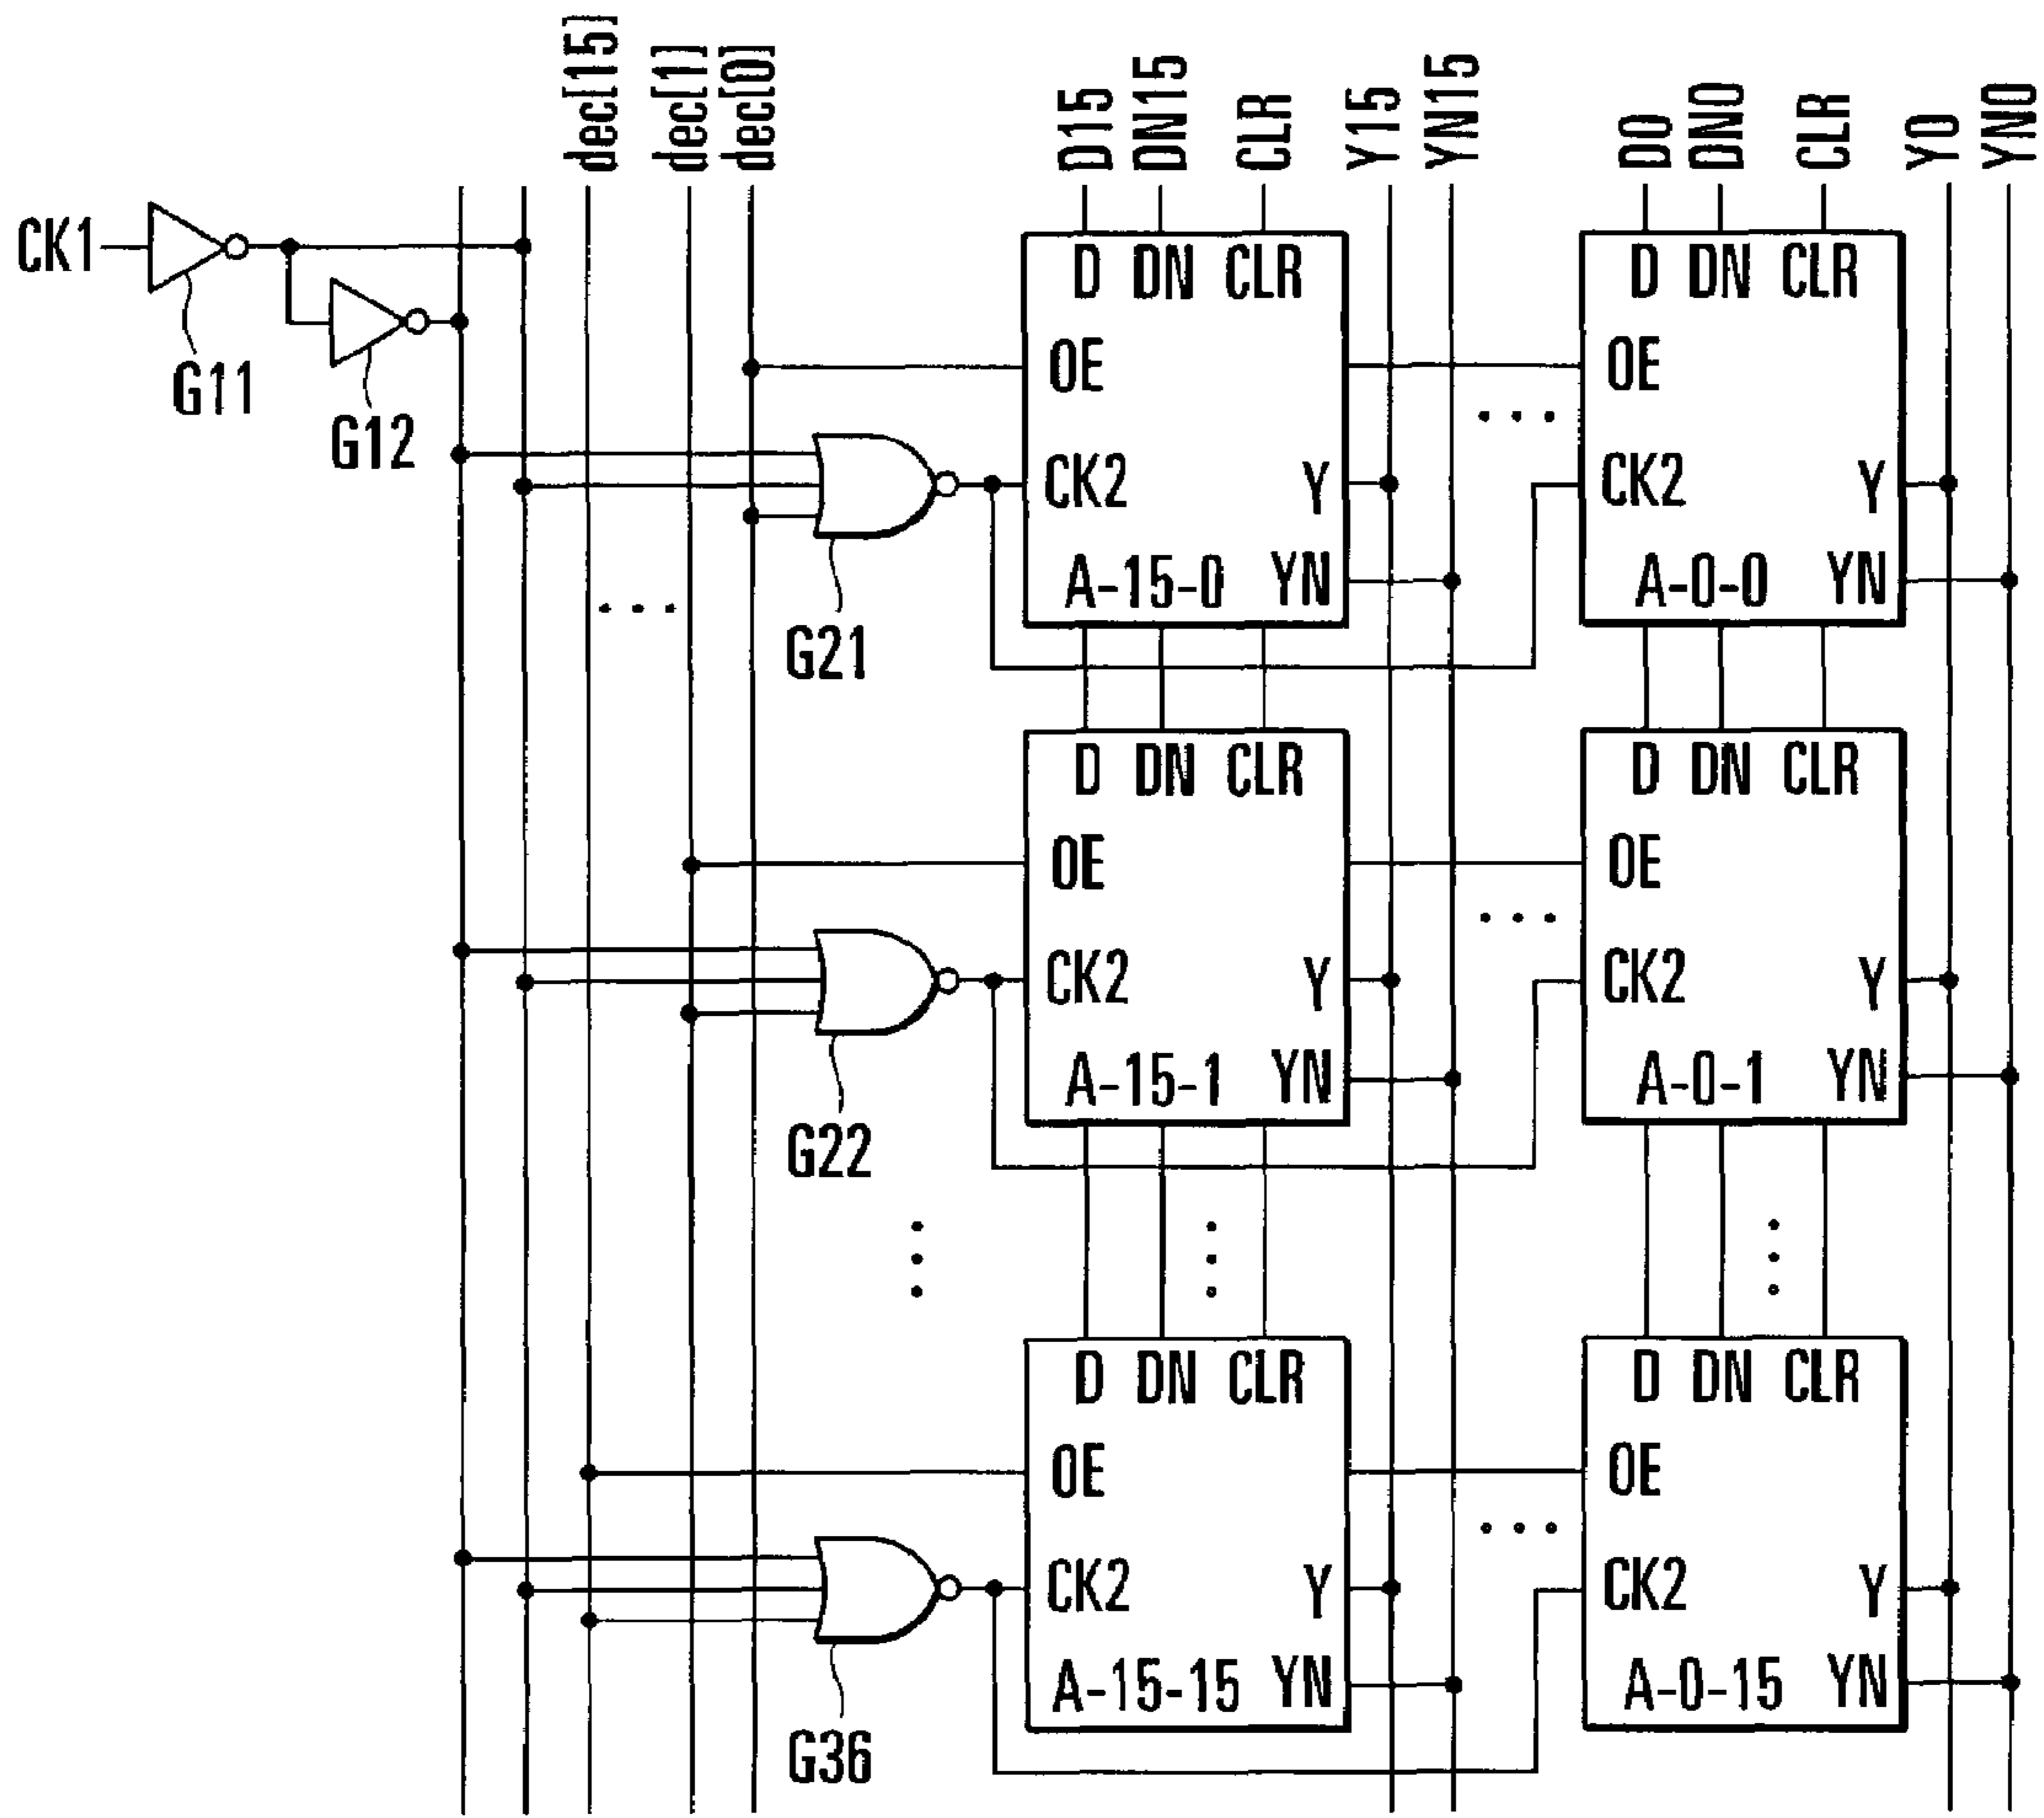 dec[15]
dec[1]
dec[0]
D15
DN15
CLR
Y15
YN15
D0
DN0
CLR
Y0
YN0
CK1
G11
G12
D DN CLR
OE
CK2 Y
A-15-0 YN
D DN CLR
OE
CK2 Y
A-0-0 YN
G21
D DN CLR
OE
CK2 Y
A-15-1 YN
D DN CLR
OE
CK2 Y
A-0-1 YN
G22
D DN CLR
OE
CK2 Y
A-15-15 YN
D DN CLR
OE
CK2 Y
A-0-15 YN
G36